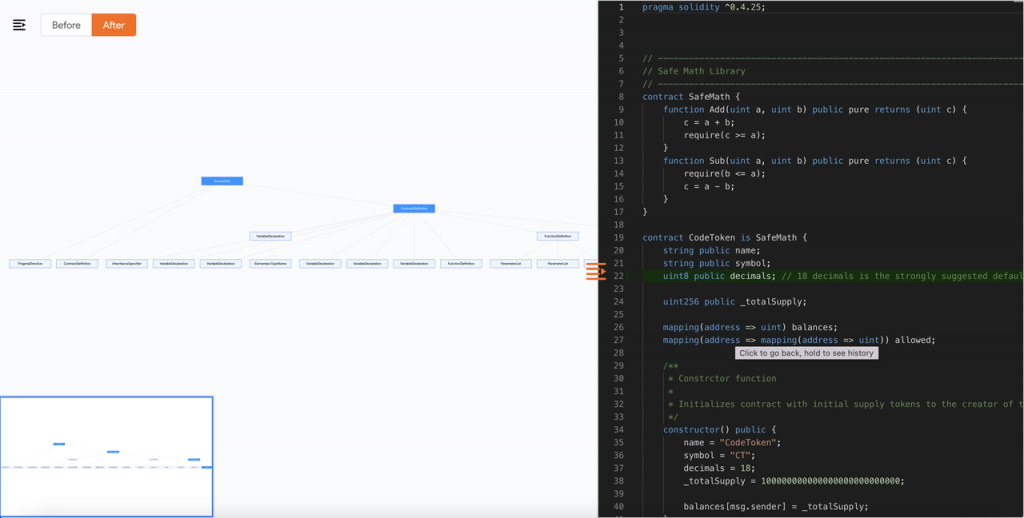 Before
After
SourceUnit
ContractDefinition
VariableDeclaration
FunctionDefinition
PragmaDirective
ContractDefinition
InheritanceSpecifier
VariableDeclaration
VariableDeclaration
ElementaryTypeName
VariableDeclaration
VariableDeclaration
VariableDeclaration
FunctionDefinition
ParameterList
ParameterList
1 pragma solidity ^0.4.25;
2
3
4
5 // ----------------------------------------------------------------------------
6 // Safe Math Library
7 // ----------------------------------------------------------------------------
8 contract SafeMath {
9 function Add(uint a, uint b) public pure returns (uint c) {
10 c = a + b;
11 require(c >= a);
12 }
13 function Sub(uint a, uint b) public pure returns (uint c) {
14 require(b <= a);
15 c = a - b;
16 }
17 }
18
19 contract CodeToken is SafeMath {
20 string public name;
21 string public symbol;
22 uint8 public decimals; // 18 decimals is the strongly suggested defaul
23
24 uint256 public _totalSupply;
25
26 mapping(address => uint) balances;
27 mapping(address => mapping(address => uint)) allowed;
Click to go back, hold to see history
28
29 /**
30 * Constrctor function
31 *
32 * Initializes contract with initial supply tokens to the creator of t
33 */
34 constructor() public {
35 name = "CodeToken";
36 symbol = "CT";
37 decimals = 18;
38 _totalSupply = 100000000000000000000000000;
39
40 balances[msg.sender] = _totalSupply;